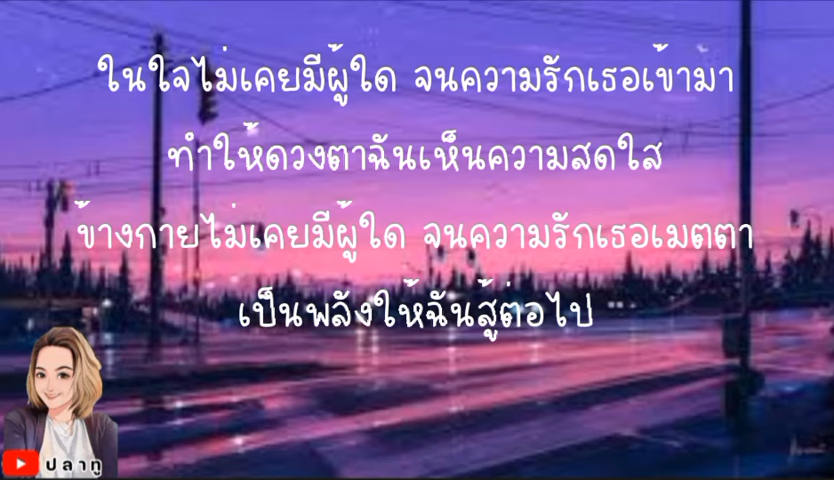 ในใจไม่เคยมีผู้ใด จนความรักเธอเข้ามา
ทำให้ดวงตาฉันเห็นความสดใส
ข้างกายไม่เคยมีผู้ใด จนความรักเธอเมตตา
เป็นพลังให้ฉันสู้ต่อไป
ปลาทู